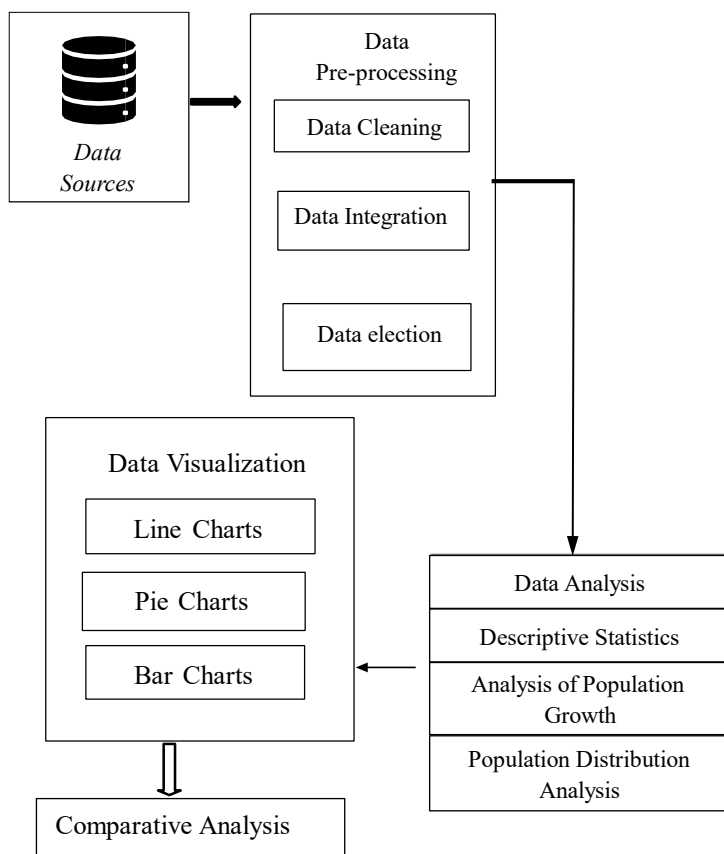 Data
Sources
Data
Pre-processing
Data Cleaning
Data Integration
Data election
Data Analysis
Descriptive Statistics
Analysis of Population
Growth
Population Distribution
Analysis
Data Visualization
Line Charts
Pie Charts
Bar Charts
Comparative Analysis